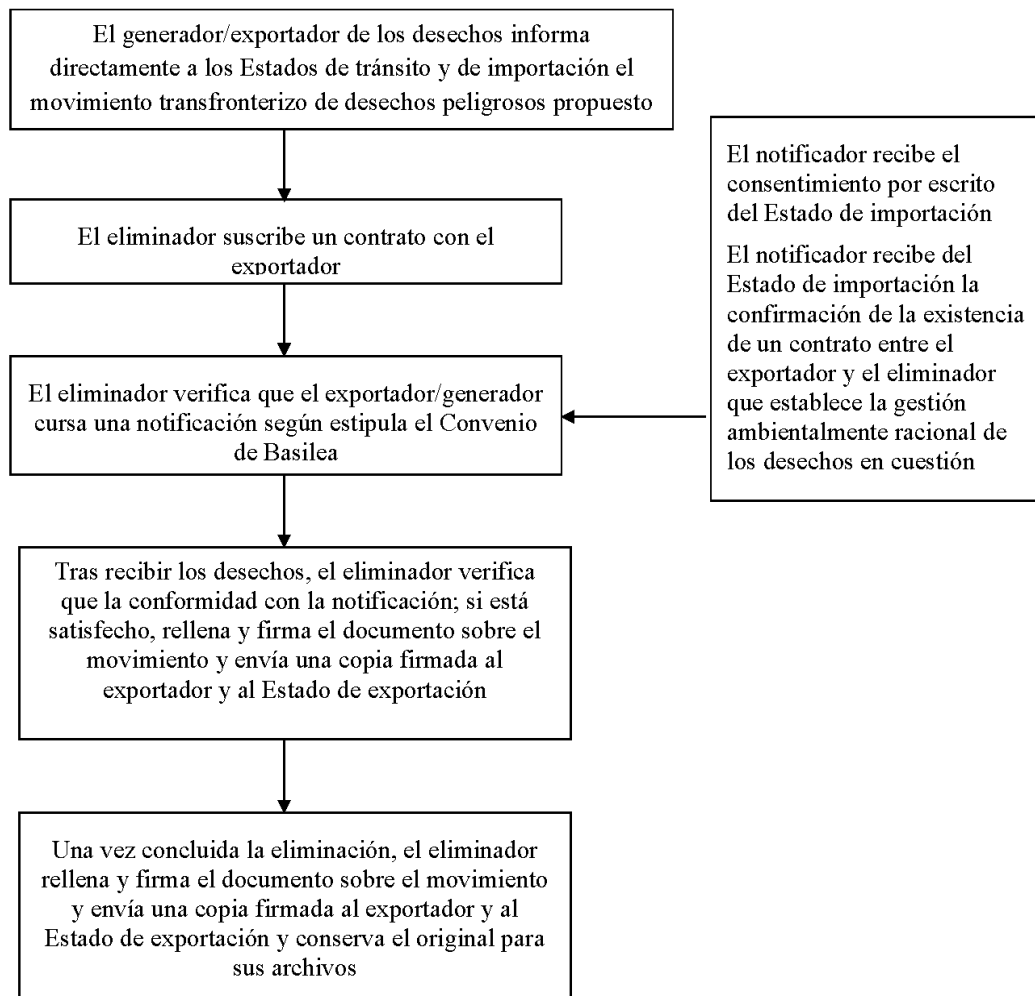 El generador/exportador de los desechos informa
directamente a los Estados de tránsito y de importación el
movimiento transfronterizo de desechos peligrosos propuesto
El eliminador suscribe un contrato con el
exportador
El eliminador verifica que el exportador/generador
cursa una notificación según estipula el Convenio
de Basilea
El notificador recibe el
consentimiento por escrito
del Estado de importación
El notificador recibe del
Estado de importación la
confirmación de la existencia
de un contrato entre el
exportador y el eliminador
que establece la gestión
ambientalmente racional de
los desechos en cuestión
Tras recibir los desechos, el eliminador verifica
que la conformidad con la notificación; si está
satisfecho, rellena y firma el documento sobre el
movimiento y envía una copia firmada al
exportador y al Estado de exportación
Una vez concluida la eliminación, el eliminador
rellena y firma el documento sobre el movimiento
y envía una copia firmada al exportador y al
Estado de exportación y conserva el original para
sus archivos